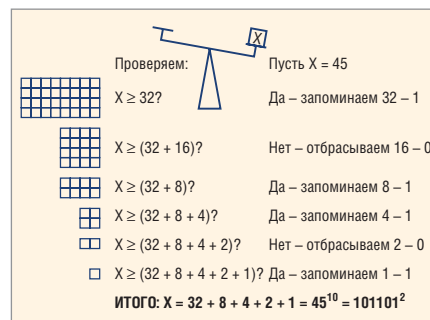 X
Проверяем: Пусть X = 45
X ≥ 32? Да – запоминаем 32 – 1
X ≥ (32 + 16)? Нет – отбрасываем 16 – 0
X ≥ (32 + 8)? Да – запоминаем 8 – 1
X ≥ (32 + 8 + 4)? Да – запоминаем 4 – 1
X ≥ (32 + 8 + 4 + 2)? Нет – отбрасываем 2 – 0
X ≥ (32 + 8 + 4 + 2 + 1)? Да – запоминаем 1 – 1
ИТОГО: X = 32 + 8 + 4 + 2 + 1 = 45¹⁰ = 101101²